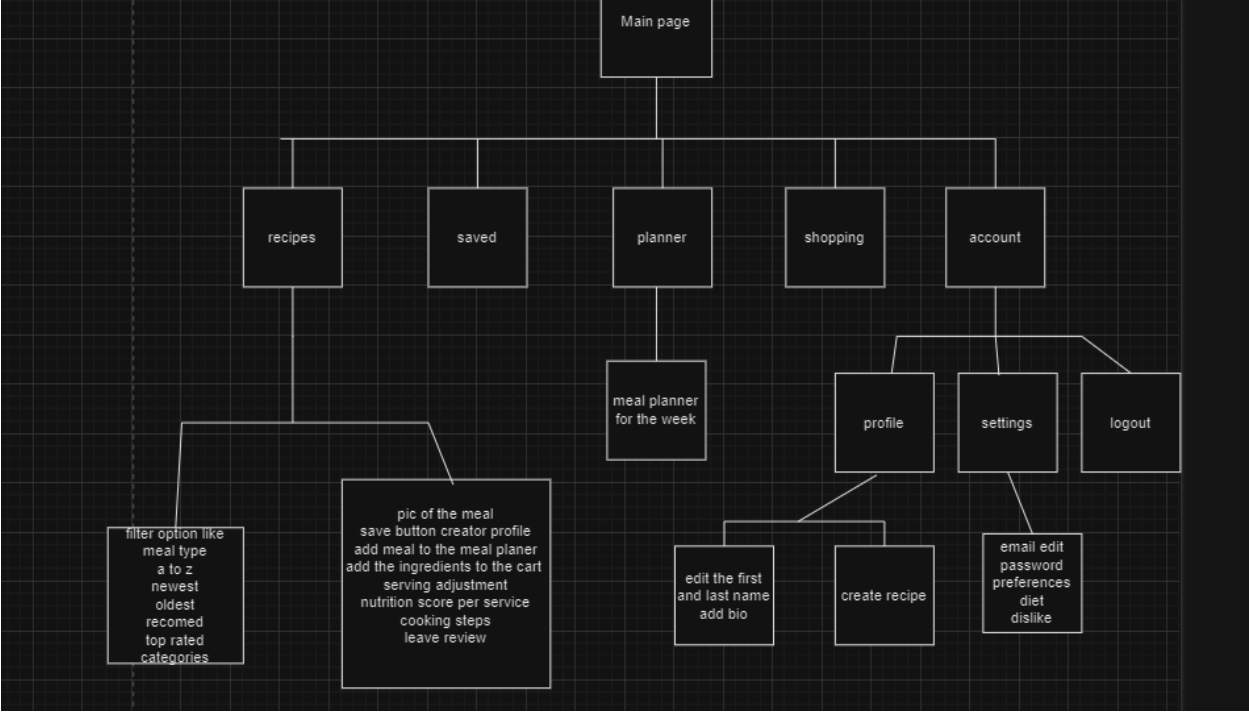 Main page
recipes
saved
planner
shopping
account
meal planner
for the week
profile
settings
logout
filter option like
meal type
a to z
newest
oldest
recomed
top rated
categories
pic of the meal
save button creator profile
add meal to the meal planer
add the ingredients to the cart
serving adjustment
nutrition score per service
cooking steps
leave review
edit the first
and last name
add bio
create recipe
email edit
password
preferences
diet
dislike